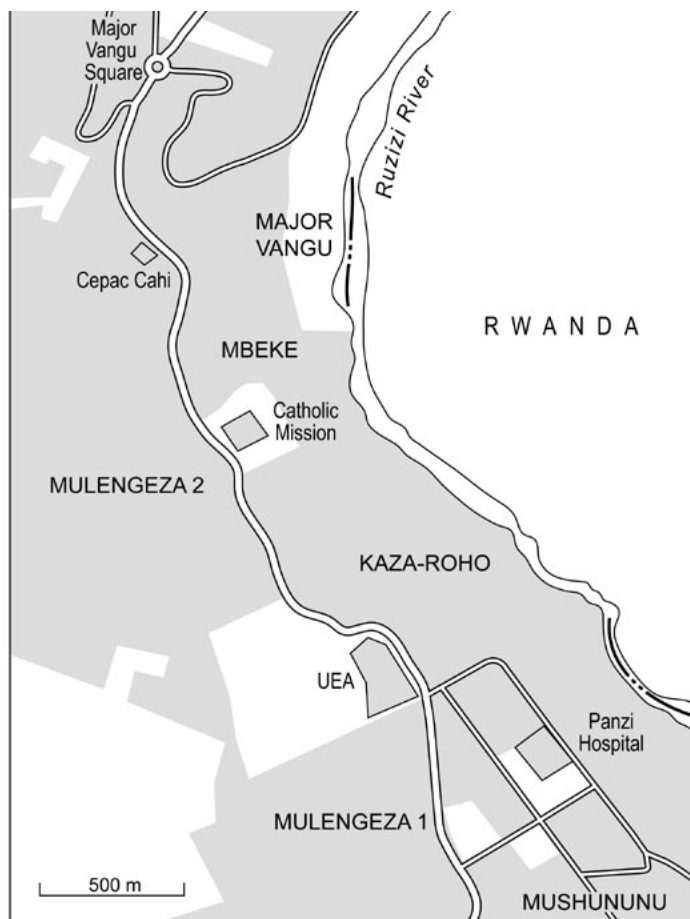 Major
Vangu
Square
Ruzizi River
MAJOR
VANGU
Cepac Cahi
RWANDA
MBEKE
Catholic
Mission
MULENGEZA 2
KAZA-ROHO
UEA
Panzi
Hospital
MULENGEZA 1
500 m
MUSHUNUNU